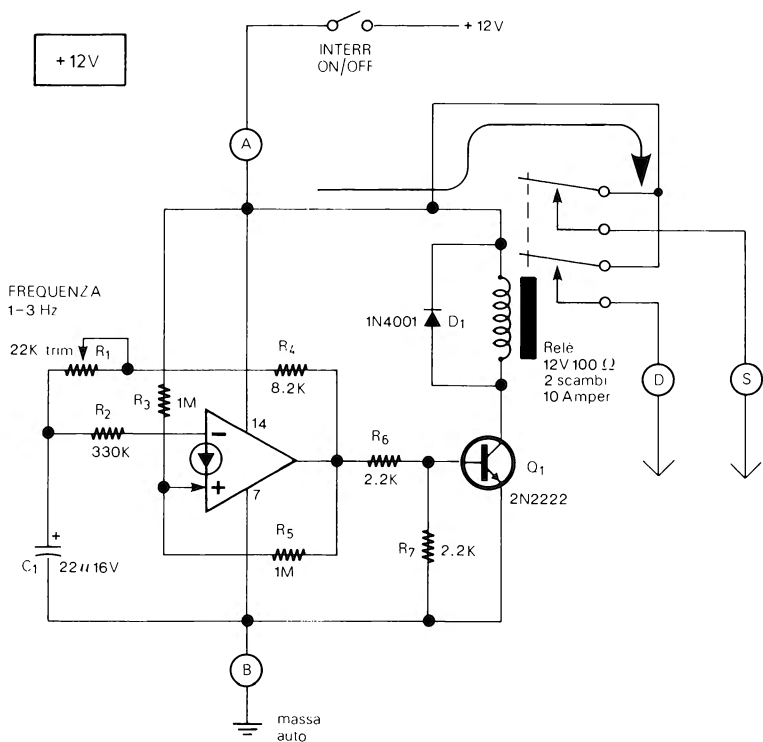 +12V
INTERR
ON/OFF
+12V
A
FREQUENZA
1-3 Hz
22K trim
R1
R4
8.2K
R3
1M
R2
330K
14
7
R5
1M
R6
2.2K
R7
2.2K
C1
22µ16V
1N4001
D1
Relè
12V 100 Ω
2 scambi
10 Amper
Q1
2N2222
D
S
B
massa
auto